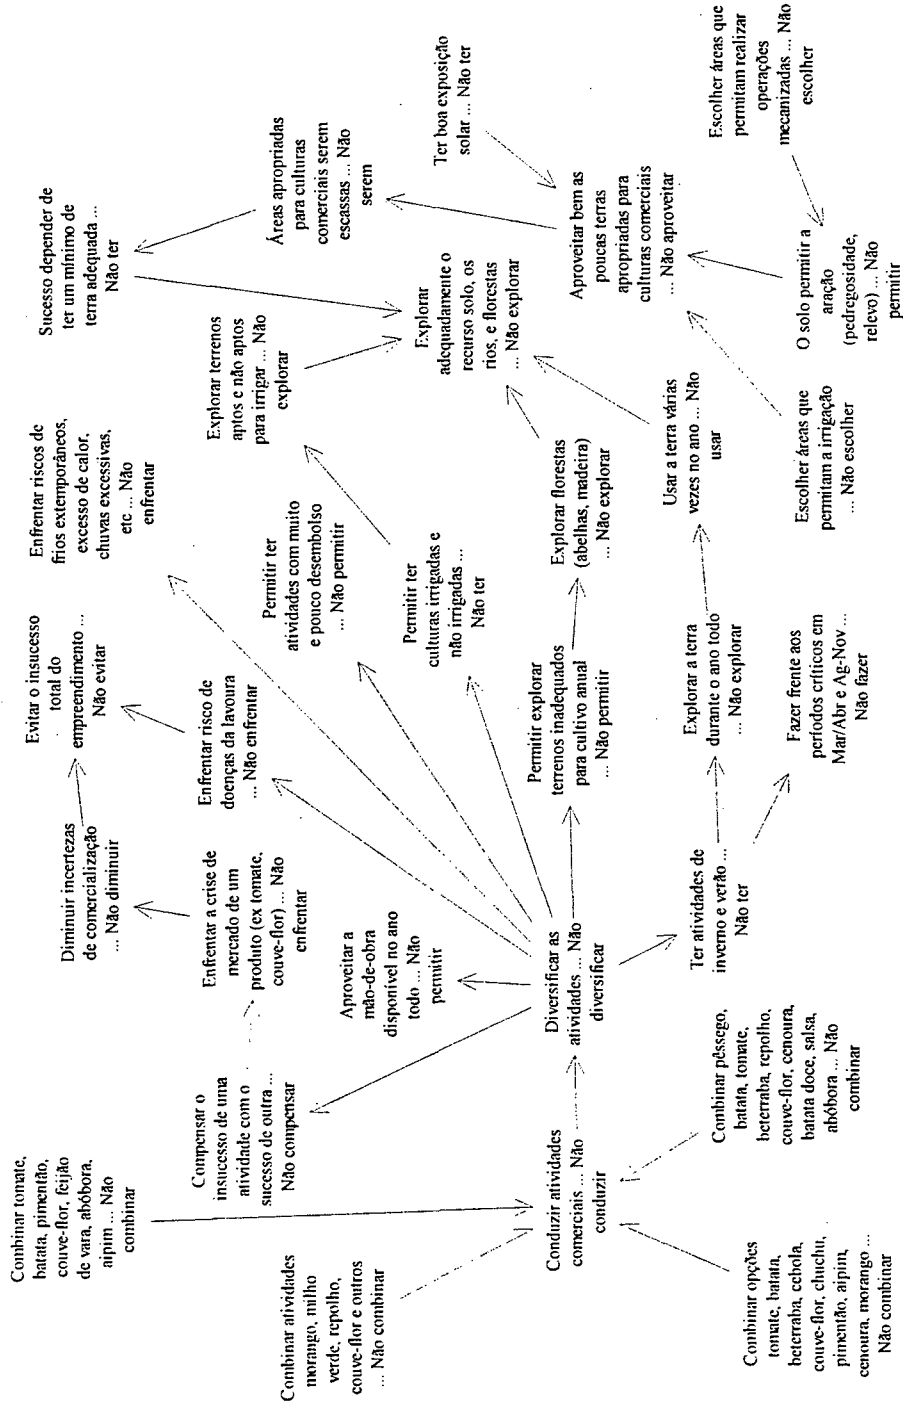 Combinar tomate,
batata, pimentão,
couve-flor, feijão
de vara, abóbora,
aipim ... Não
combinar
Combinar atividades
morango, milho
verde, repolho,
couve-flor e outros
... Não combinar
Compensar o
insucesso de uma
atividade com o
sucesso de outra ...
Não compensar
Conduzir atividades
comerciais ... Não
conduzir
Combinar opções
tomate, batata,
beterraba, cebola,
couve-flor, chuchu,
pimentão, aipim,
cenoura, morango ...
Não combinar
Combinar pêssego,
batata, tomate,
beterraba, repolho,
couve-flor, cenoura,
batata doce, salsa,
abóbora ... Não
combinar
Diminuir incertezas
de comercialização
... Não diminuir
Enfrentar a crise de
mercado de um
produto (ex tomate,
couve-flor) ... Não
enfrentar
Aproveitar a
mão-de-obra
disponível no ano
todo ... Não
permitir
Diversificar as
atividades ... Não
diversificar
Ter atividades de
inverno e verão ...
Não ter
Evitar o insucesso
total do
empreendimento ...
Não evitar
Enfrentar risco de
doenças da lavoura
... Não enfrentar
Permitir explorar
terrenos inadequados
para cultivo anual
... Não permitir
Explorar a terra
durante o ano todo
... Não explorar
Fazer frente aos
períodos críticos em
Mar/Abr e Ag-Nov ...
Não fazer
Enfrentar riscos de
frios extemporâneos,
excesso de calor,
chuvas excessivas,
etc ... Não
enfrentar
Permitir ter
atividades com muito
e pouco desembolso
... Não permitir
Permitir ter
culturas irrigadas e
não irrigadas ...
Não ter
Explorar florestas
(abelhas, madeira)
... Não explorar
Usar a terra várias
vezes no ano ... Não
usar
Escolher áreas que
permitam a irrigação
... Não escolher
Sucesso depender de
ter um mínimo de
terra adequada ...
Não ter
Explorar terrenos
aptos e não aptos
para irrigar ... Não
explorar
Explorar
adequadamente o
recurso solo, os
rios, e florestas
... Não explorar
Áreas apropriadas
para culturas
comerciais serem
escassas ... Não
serem
Ter boa exposição
solar ... Não ter
Aproveitar bem as
poucas terras
apropriadas para
culturas comerciais
... Não aproveitar
O solo permitir a
aração
(pedregosidade,
relevo) ... Não
permitir
Escolher áreas que
permitam realizar
operações
mecanizadas ... Não
escolher